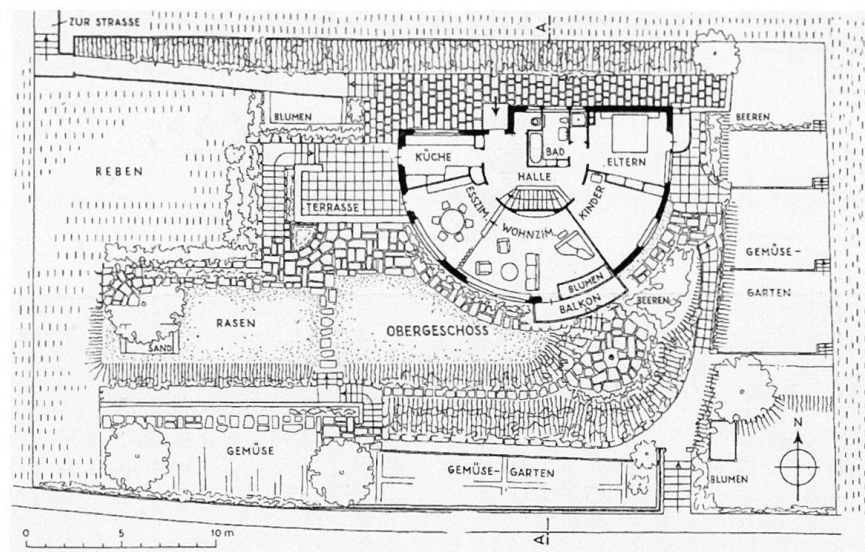 ZUR STRASSE
A
BLUMEN
BEEREN
REBEN
KÜCHE
BAD
ELTERN
HALLE
TERRASSE
ESSZIM.
WOHNZIM.
KINDER
GEMÜSE-
GARTEN
BLUMEN
BALKON
BEEREN
RASEN
OBERGESCHOSS
SAND
GEMÜSE
GEMÜSE-GARTEN
BLUMEN
N
0 5 10 m
A